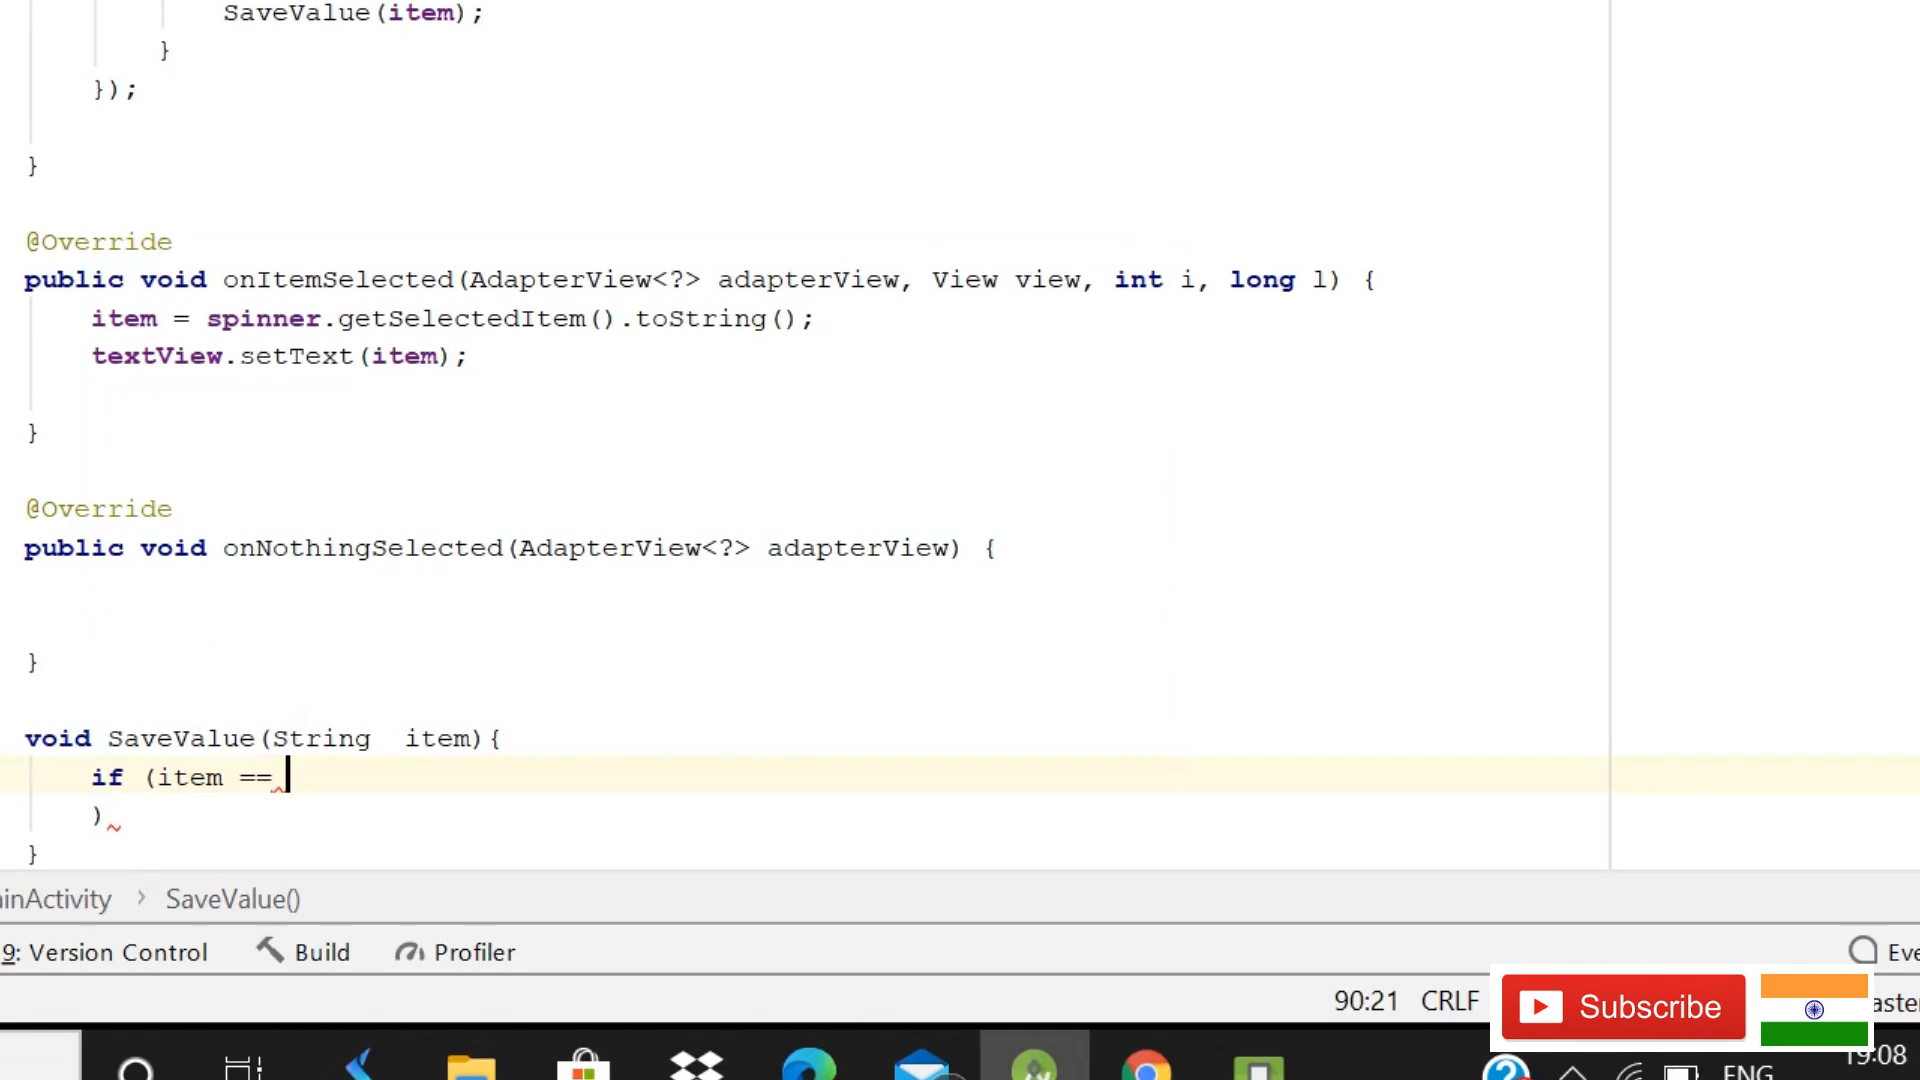 SaveValue(item);
}
});
}
@Override
public void onItemSelected(AdapterView<?> adapterView, View view, int i, long l) {
item = spinner.getSelectedItem().toString();
textView.setText(item);
}
@Override
public void onNothingSelected(AdapterView<?> adapterView) {
}
void SaveValue(String  item){
if (item ==
)
}
ainActivity › SaveValue()
9: Version Control Build Profiler Eve
90:21 CRLF Subscribe aste
19:08
ENG